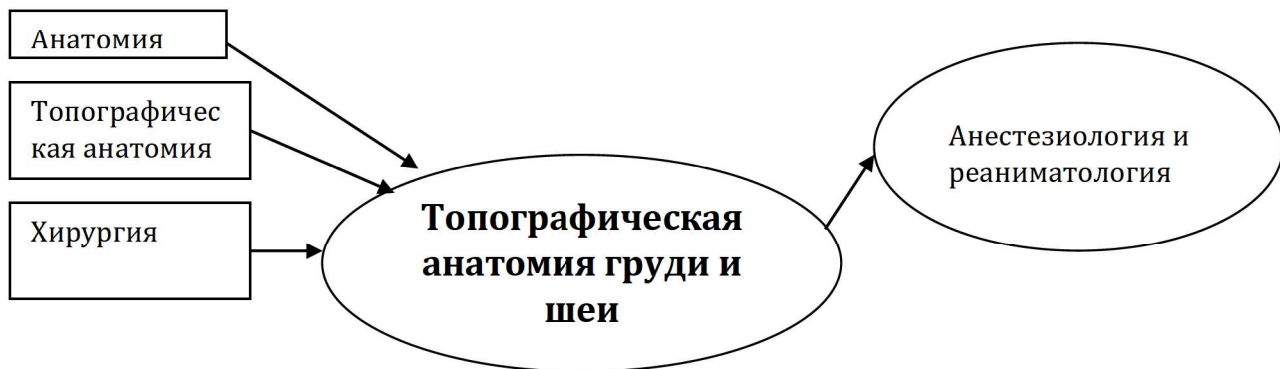 Анатомия
Топографичес
кая анатомия
Хирургия
Топографическая
анатомия груди и
шеи
Анестезиология и
реаниматология